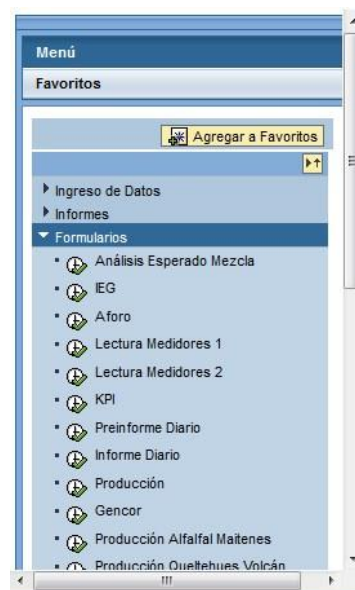 Menú
Favoritos
Agregar a Favoritos
Ingreso de Datos
Informes
Formularios
Análisis Esperado Mezcla
IEG
Aforo
Lectura Medidores 1
Lectura Medidores 2
KPI
Preinforme Diario
Informe Diario
Producción
Gencor
Producción Alfalfal Maitenes
Producción Queltehues Volcán